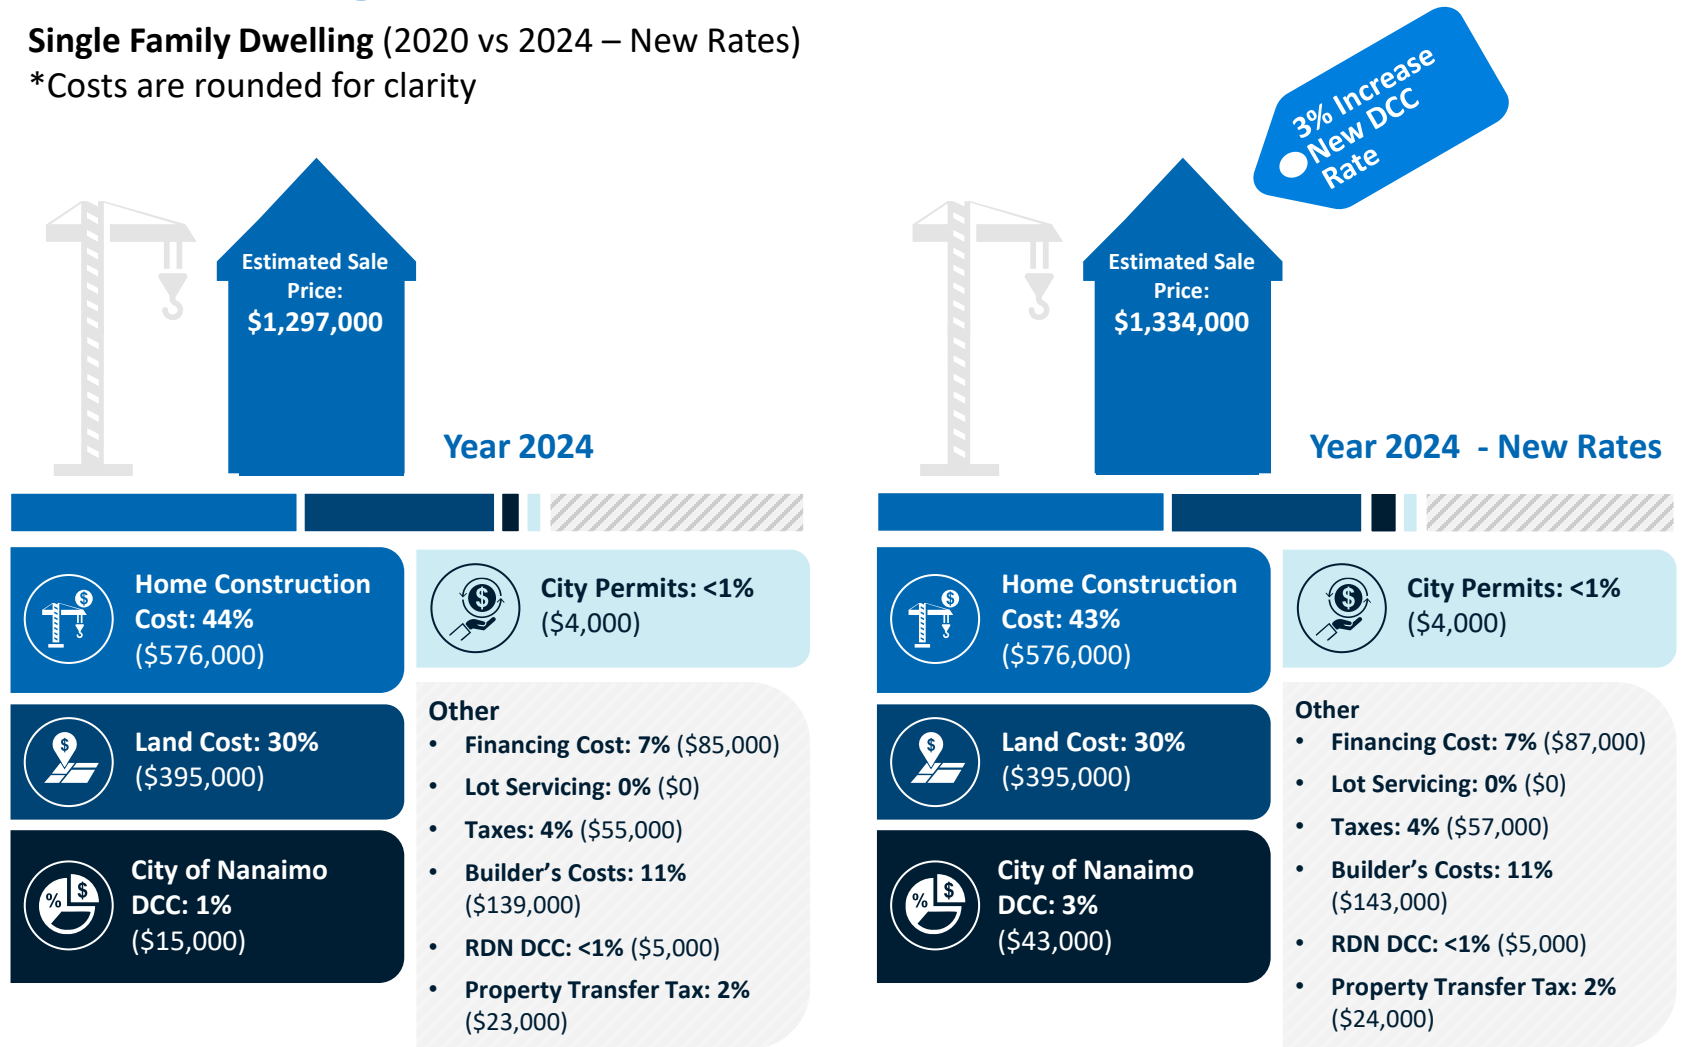 Single Family Dwelling (2020 vs 2024 – New Rates)
*Costs are rounded for clarity
3% Increase
New DCC
Rate
Estimated Sale
Price:
$1,297,000
Year 2024
Home Construction
Cost: 44%
($576,000)
Land Cost: 30%
($395,000)
City of Nanaimo
DCC: 1%
($15,000)
City Permits: <1%
($4,000)
Other
• Financing Cost: 7% ($85,000)
• Lot Servicing: 0% ($0)
• Taxes: 4% ($55,000)
• Builder’s Costs: 11%
($139,000)
• RDN DCC: <1% ($5,000)
• Property Transfer Tax: 2%
($23,000)
Estimated Sale
Price:
$1,334,000
Year 2024 - New Rates
Home Construction
Cost: 43%
($576,000)
Land Cost: 30%
($395,000)
City of Nanaimo
DCC: 3%
($43,000)
City Permits: <1%
($4,000)
Other
• Financing Cost: 7% ($87,000)
• Lot Servicing: 0% ($0)
• Taxes: 4% ($57,000)
• Builder’s Costs: 11%
($143,000)
• RDN DCC: <1% ($5,000)
• Property Transfer Tax: 2%
($24,000)